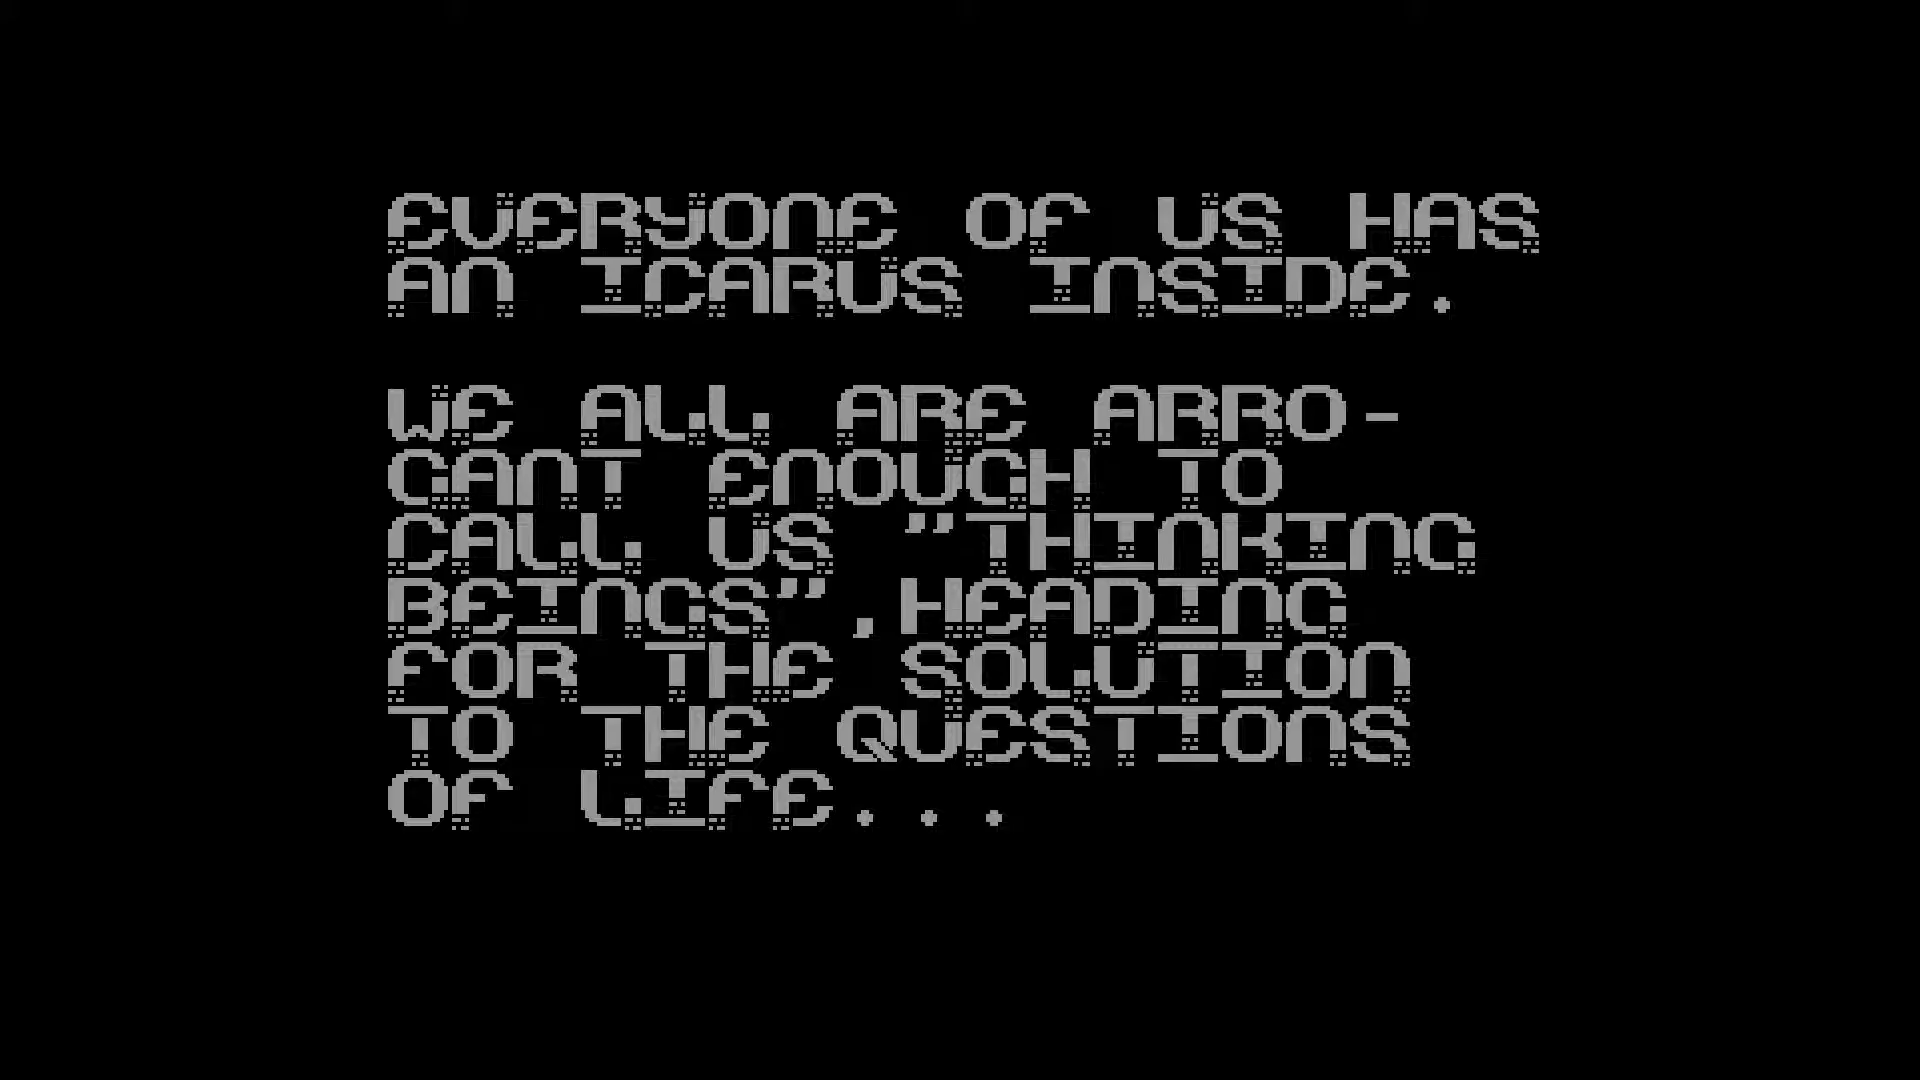 EVERYONE OF US HAS
AN ICARUS INSIDE.
WE ALL ARE ARRO-
GANT ENOUGH TO
CALL US "THINKING
BEINGS" ,HEADING
FOR THE SOLUTION
TO THE QUESTIONS
OF LIFE...